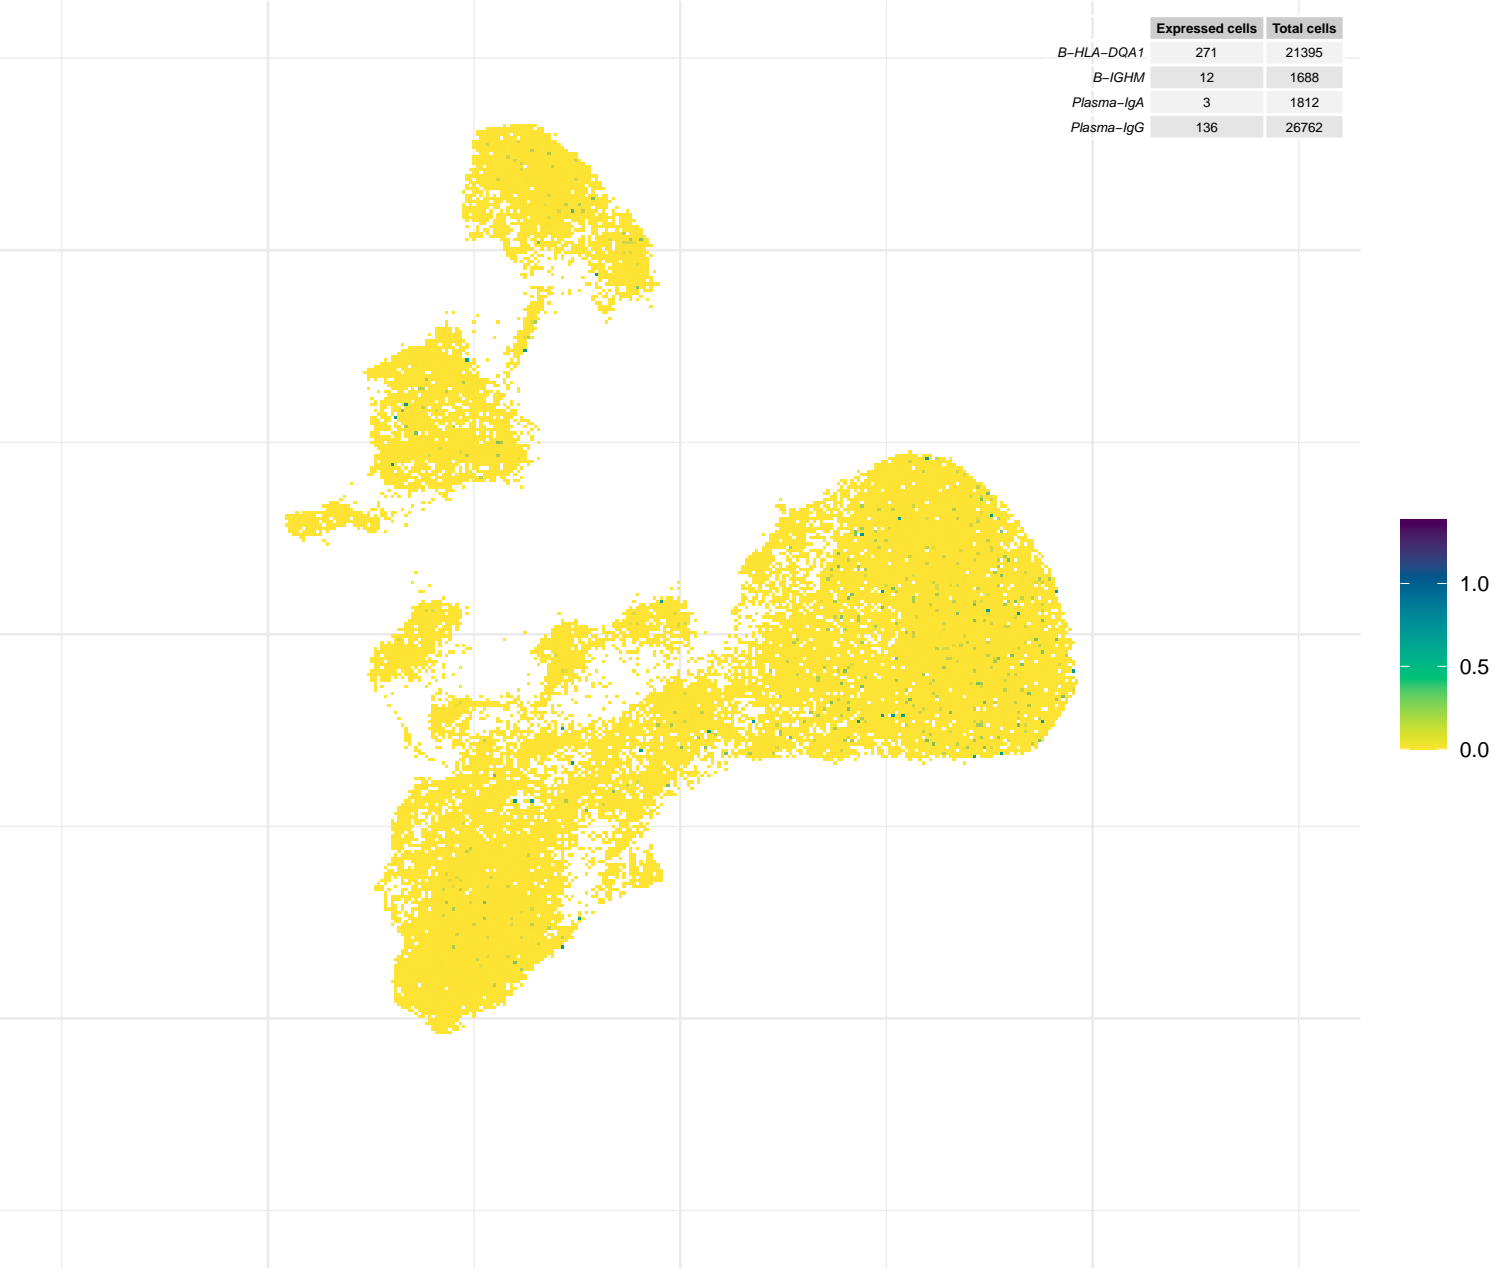 Expressed cells Total cells
B−HLA−DQA1 271 21395
B−IGHM 12 1688
Plasma−IgA 3 1812
Plasma−IgG 136 26762
1.0
0.5
0.0